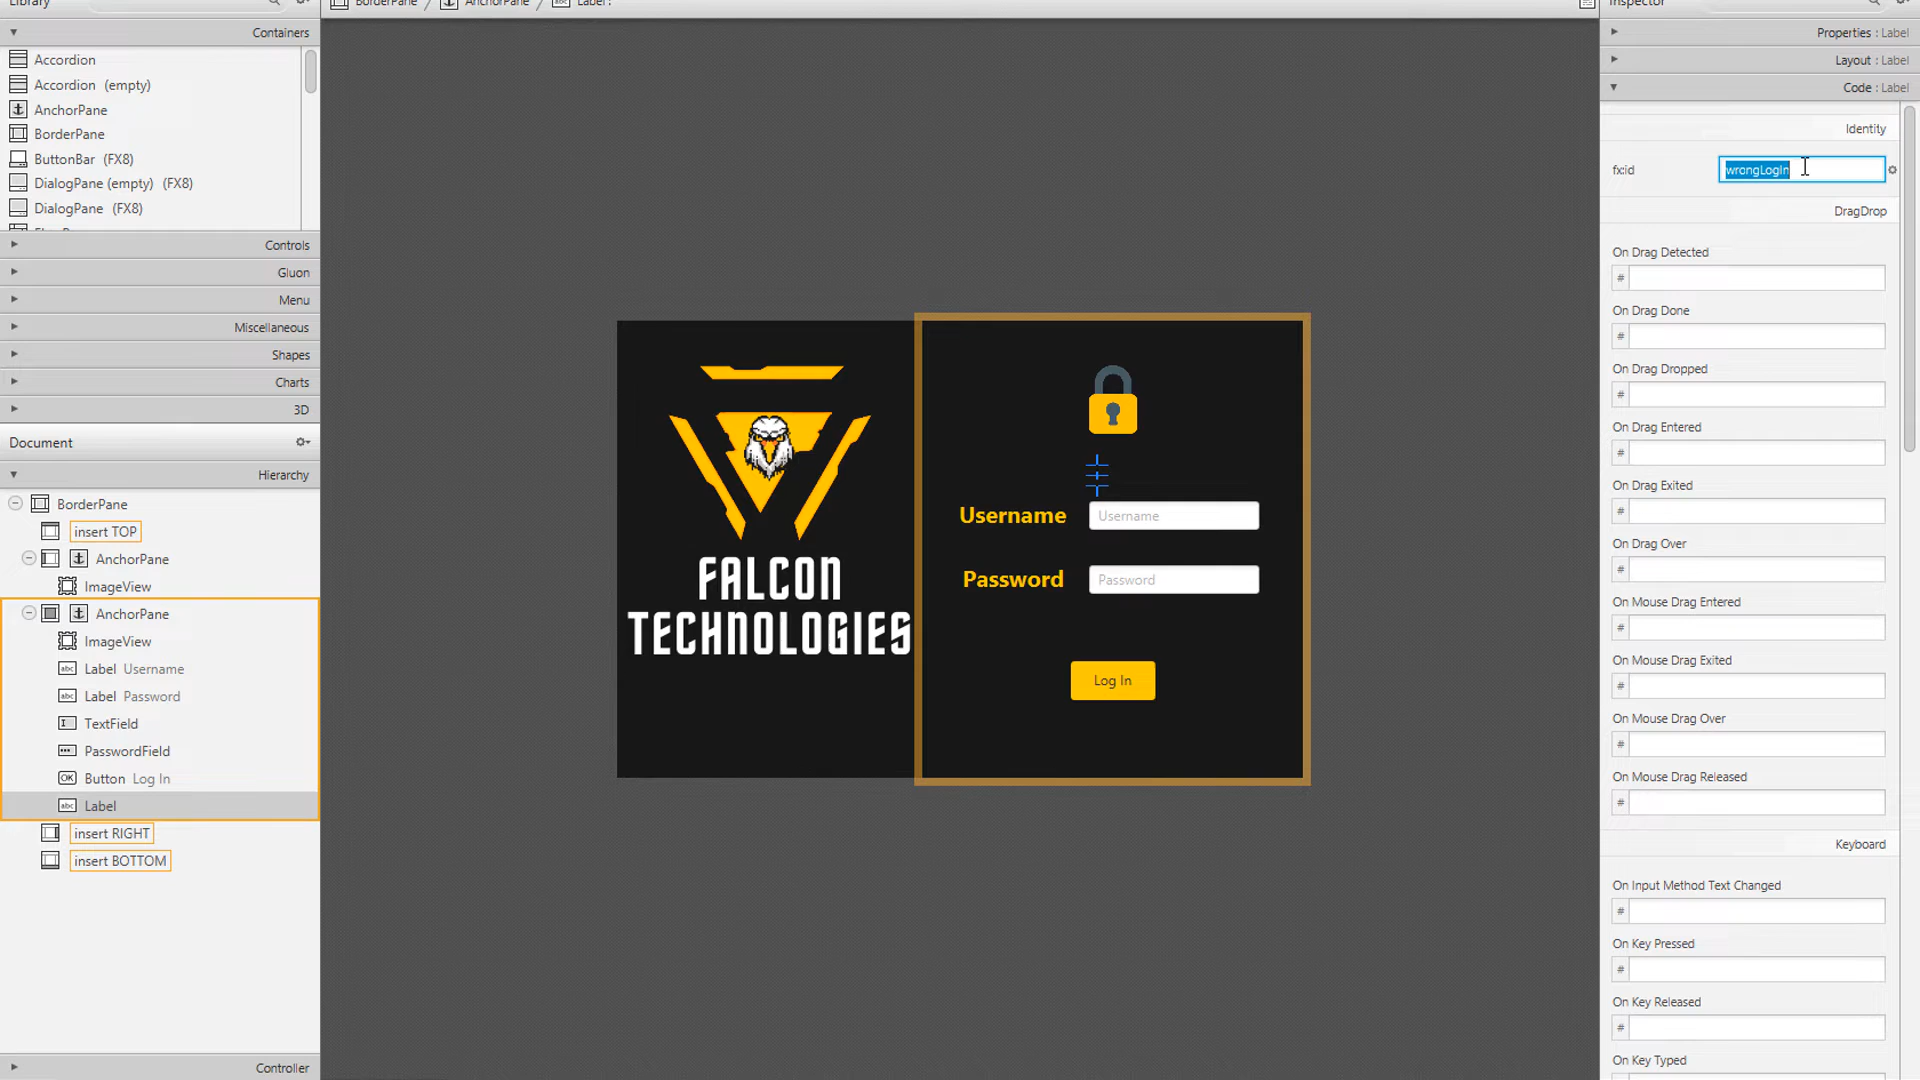 Library
Containers
Accordion
Accordion (empty)
AnchorPane
BorderPane
ButtonBar (FX8)
DialogPane (empty) (FX8)
DialogPane (FX8)
Controls
Gluon
Menu
Miscellaneous
Shapes
Charts
3D
Document
Hierarchy
BorderPane
insert TOP
AnchorPane
ImageView
AnchorPane
ImageView
Label Username
Label Password
TextField
PasswordField
Button Log In
Label
insert RIGHT
insert BOTTOM
Controller
BorderPane
AnchorPane
Label :
FALCON
TECHNOLOGIES
Username
Username
Password
Password
Log In
Inspector
Properties : Label
Layout : Label
Code : Label
Identity
fx:id
wrongLogIn
DragDrop
On Drag Detected
#
On Drag Done
#
On Drag Dropped
#
On Drag Entered
#
On Drag Exited
#
On Drag Over
#
On Mouse Drag Entered
#
On Mouse Drag Exited
#
On Mouse Drag Over
#
On Mouse Drag Released
#
Keyboard
On Input Method Text Changed
#
On Key Pressed
#
On Key Released
#
On Key Typed